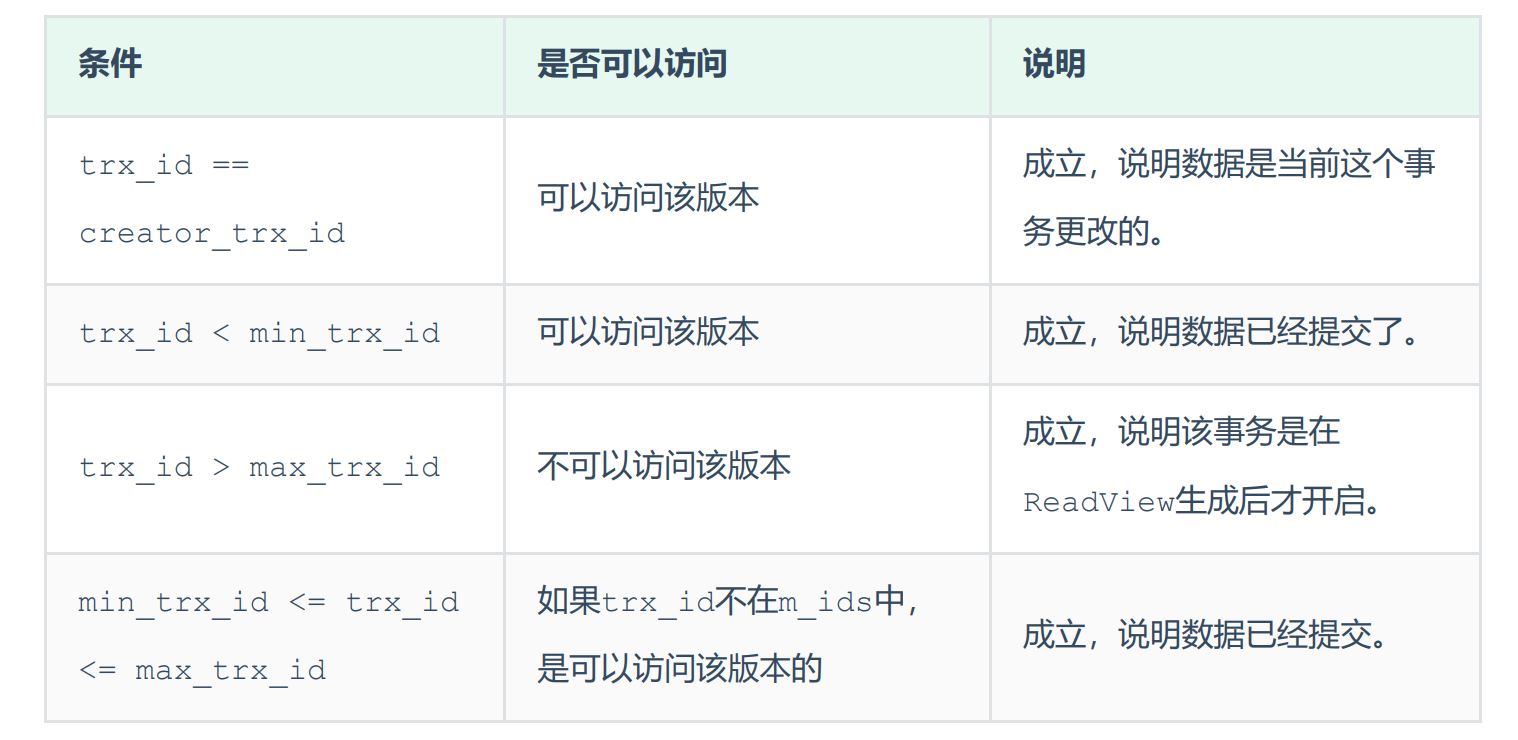 条件
是否可以访问
说明
trx_id ==
creator_trx_id
可以访问该版本
成立，说明数据是当前这个事
务更改的。
trx_id < min_trx_id
可以访问该版本
成立，说明数据已经提交了。
trx_id > max_trx_id
不可以访问该版本
成立，说明该事务是在
ReadView生成后才开启。
min_trx_id <= trx_id
<= max_trx_id
如果trx_id不在m_ids中，
是可以访问该版本的
成立，说明数据已经提交。